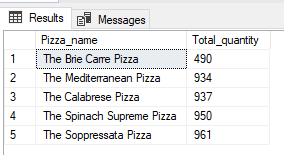 Results Messages
Pizza_name Total_quantity
1 The Brie Carre Pizza 490
2 The Mediterranean Pizza 934
3 The Calabrese Pizza 937
4 The Spinach Supreme Pizza 950
5 The Soppressata Pizza 961